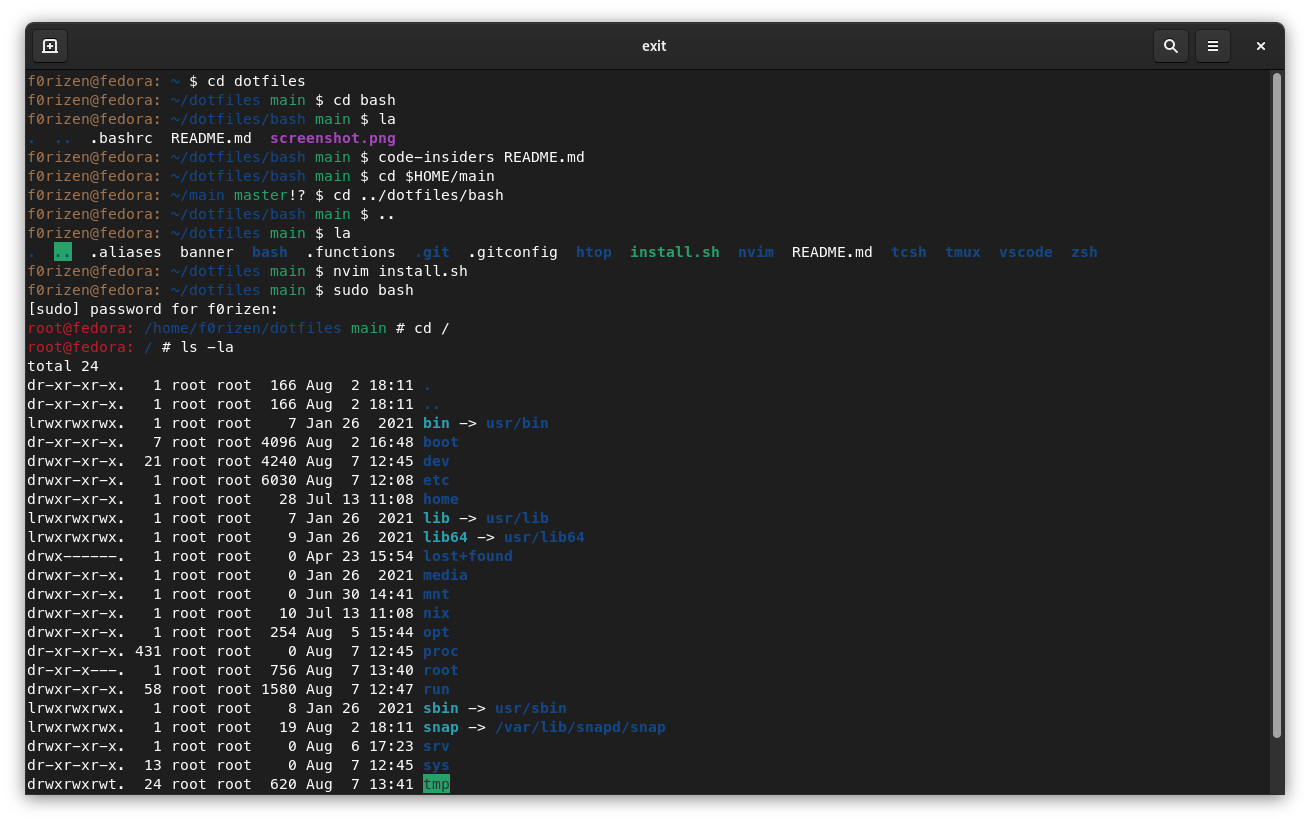 exit
f0rizen@fedora: ~ $ cd dotfiles
f0rizen@fedora: ~/dotfiles main $ cd bash
f0rizen@fedora: ~/dotfiles/bash main $ la
.  ..  .bashrc  README.md  screenshot.png
f0rizen@fedora: ~/dotfiles/bash main $ code-insiders README.md
f0rizen@fedora: ~/dotfiles/bash main $ cd $HOME/main
f0rizen@fedora: ~/main master!? $ cd ../dotfiles/bash
f0rizen@fedora: ~/dotfiles/bash main $ ..
f0rizen@fedora: ~/dotfiles main $ la
.  ..  .aliases  banner  bash  .functions  .git  .gitconfig  htop  install.sh  nvim  README.md  tcsh  tmux  vscode  zsh
f0rizen@fedora: ~/dotfiles main $ nvim install.sh
f0rizen@fedora: ~/dotfiles main $ sudo bash
[sudo] password for f0rizen:
root@fedora: /home/f0rizen/dotfiles main # cd /
root@fedora: / # ls -la
total 24
dr-xr-xr-x.   1 root root  166 Aug  2 18:11 .
dr-xr-xr-x.   1 root root  166 Aug  2 18:11 ..
lrwxrwxrwx.   1 root root    7 Jan 26  2021 bin -> usr/bin
dr-xr-xr-x.   7 root root 4096 Aug  2 16:48 boot
drwxr-xr-x.  21 root root 4240 Aug  7 12:45 dev
drwxr-xr-x.   1 root root 6030 Aug  7 12:08 etc
drwxr-xr-x.   1 root root   28 Jul 13 11:08 home
lrwxrwxrwx.   1 root root    7 Jan 26  2021 lib -> usr/lib
lrwxrwxrwx.   1 root root    9 Jan 26  2021 lib64 -> usr/lib64
drwx------.   1 root root    0 Apr 23 15:54 lost+found
drwxr-xr-x.   1 root root    0 Jan 26  2021 media
drwxr-xr-x.   1 root root    0 Jun 30 14:41 mnt
drwxr-xr-x.   1 root root   10 Jul 13 11:08 nix
drwxr-xr-x.   1 root root  254 Aug  5 15:44 opt
dr-xr-xr-x. 431 root root    0 Aug  7 12:45 proc
dr-xr-x---.   1 root root  756 Aug  7 13:40 root
drwxr-xr-x.  58 root root 1580 Aug  7 12:47 run
lrwxrwxrwx.   1 root root    8 Jan 26  2021 sbin -> usr/sbin
lrwxrwxrwx.   1 root root   19 Aug  2 18:11 snap -> /var/lib/snapd/snap
drwxr-xr-x.   1 root root    0 Aug  6 17:23 srv
dr-xr-xr-x.  13 root root    0 Aug  7 12:45 sys
drwxrwxrwt.  24 root root  620 Aug  7 13:41 tmp